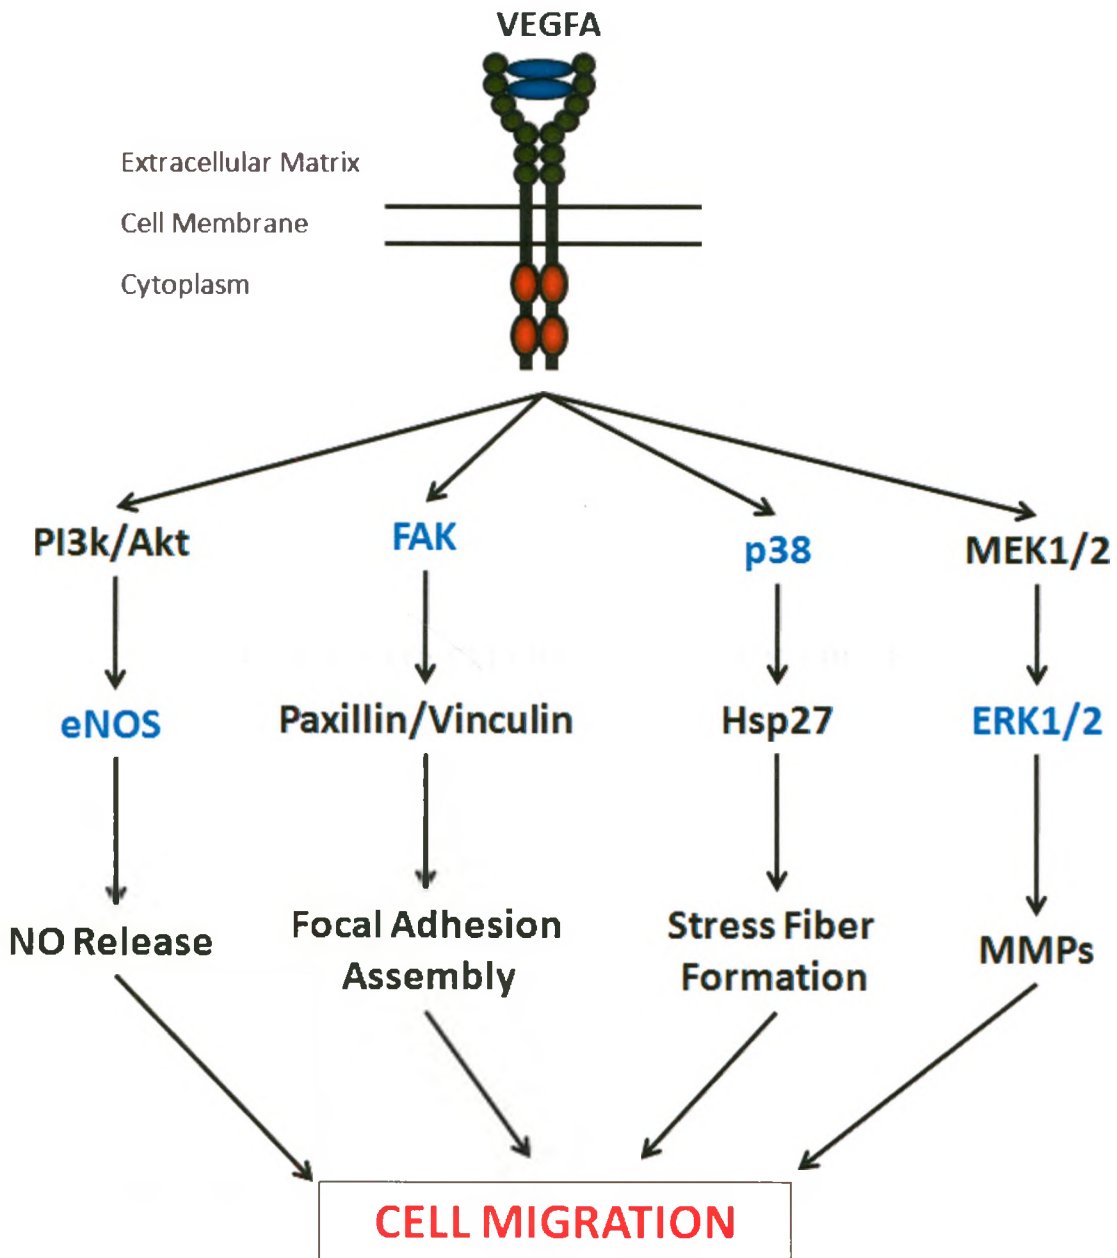 VEGFA
Extracellular Matrix
Cell Membrane
Cytoplasm
PI3k/Akt
FAK
p38
MEK1/2
eNOS
Paxillin/Vinculin
Hsp27
ERK1/2
NO Release
Focal Adhesion
Assembly
Stress Fiber
Formation
MMPs
CELL MIGRATION